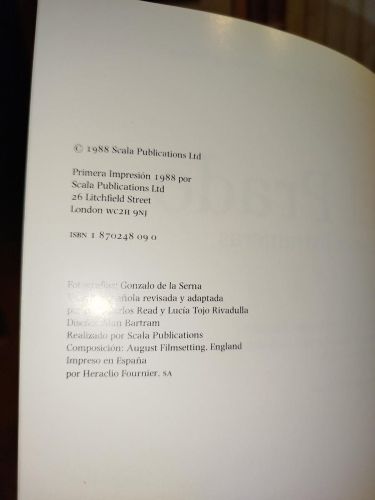 © 1988 Scala Publications Ltd
Primera Impresión 1988 por
Scala Publications Ltd
26 Litchfield Street
London WC2H 9NJ
ISBN 1 870248 09 0
Gonzalo de la Serna
revisada y adaptada
Read y Lucía Tojo Rivadulla
Bartram
Realizado por Scala Publications
Composición: August Filmsetting, England
Impreso en España
por Heraclio Fournier, SA